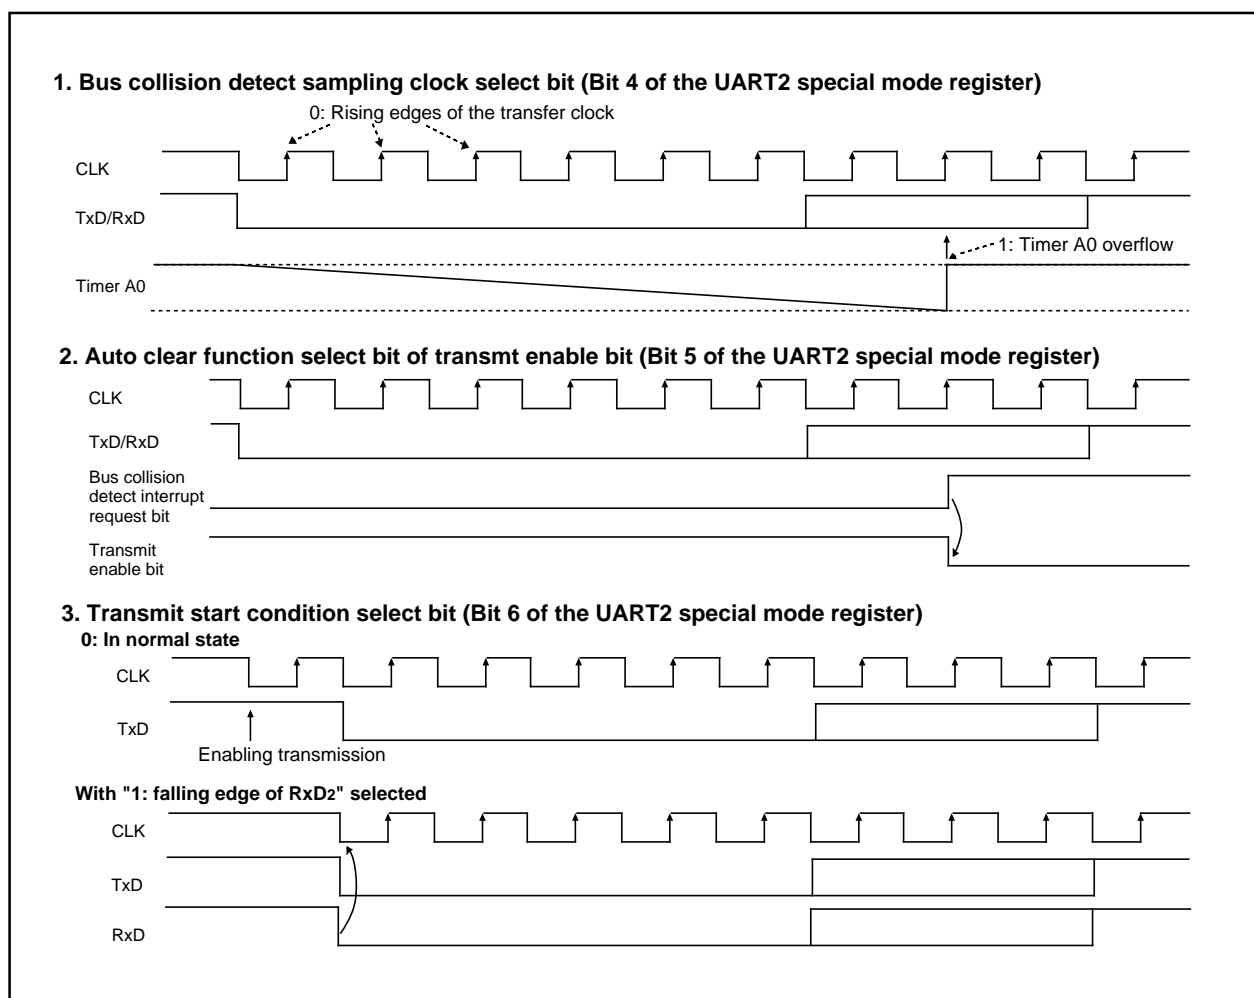 1. Bus collision detect sampling clock select bit (Bit 4 of the UART2 special mode register)
0: Rising edges of the transfer clock
CLK
TxD/RxD
1: Timer A0 overflow
Timer A0
2. Auto clear function select bit of transmt enable bit (Bit 5 of the UART2 special mode register)
CLK
TxD/RxD
Bus collision
detect interrupt
request bit
Transmit
enable bit
3. Transmit start condition select bit (Bit 6 of the UART2 special mode register)
0: In normal state
CLK
TxD
Enabling transmission
With "1: falling edge of RxD2" selected
CLK
TxD
RxD